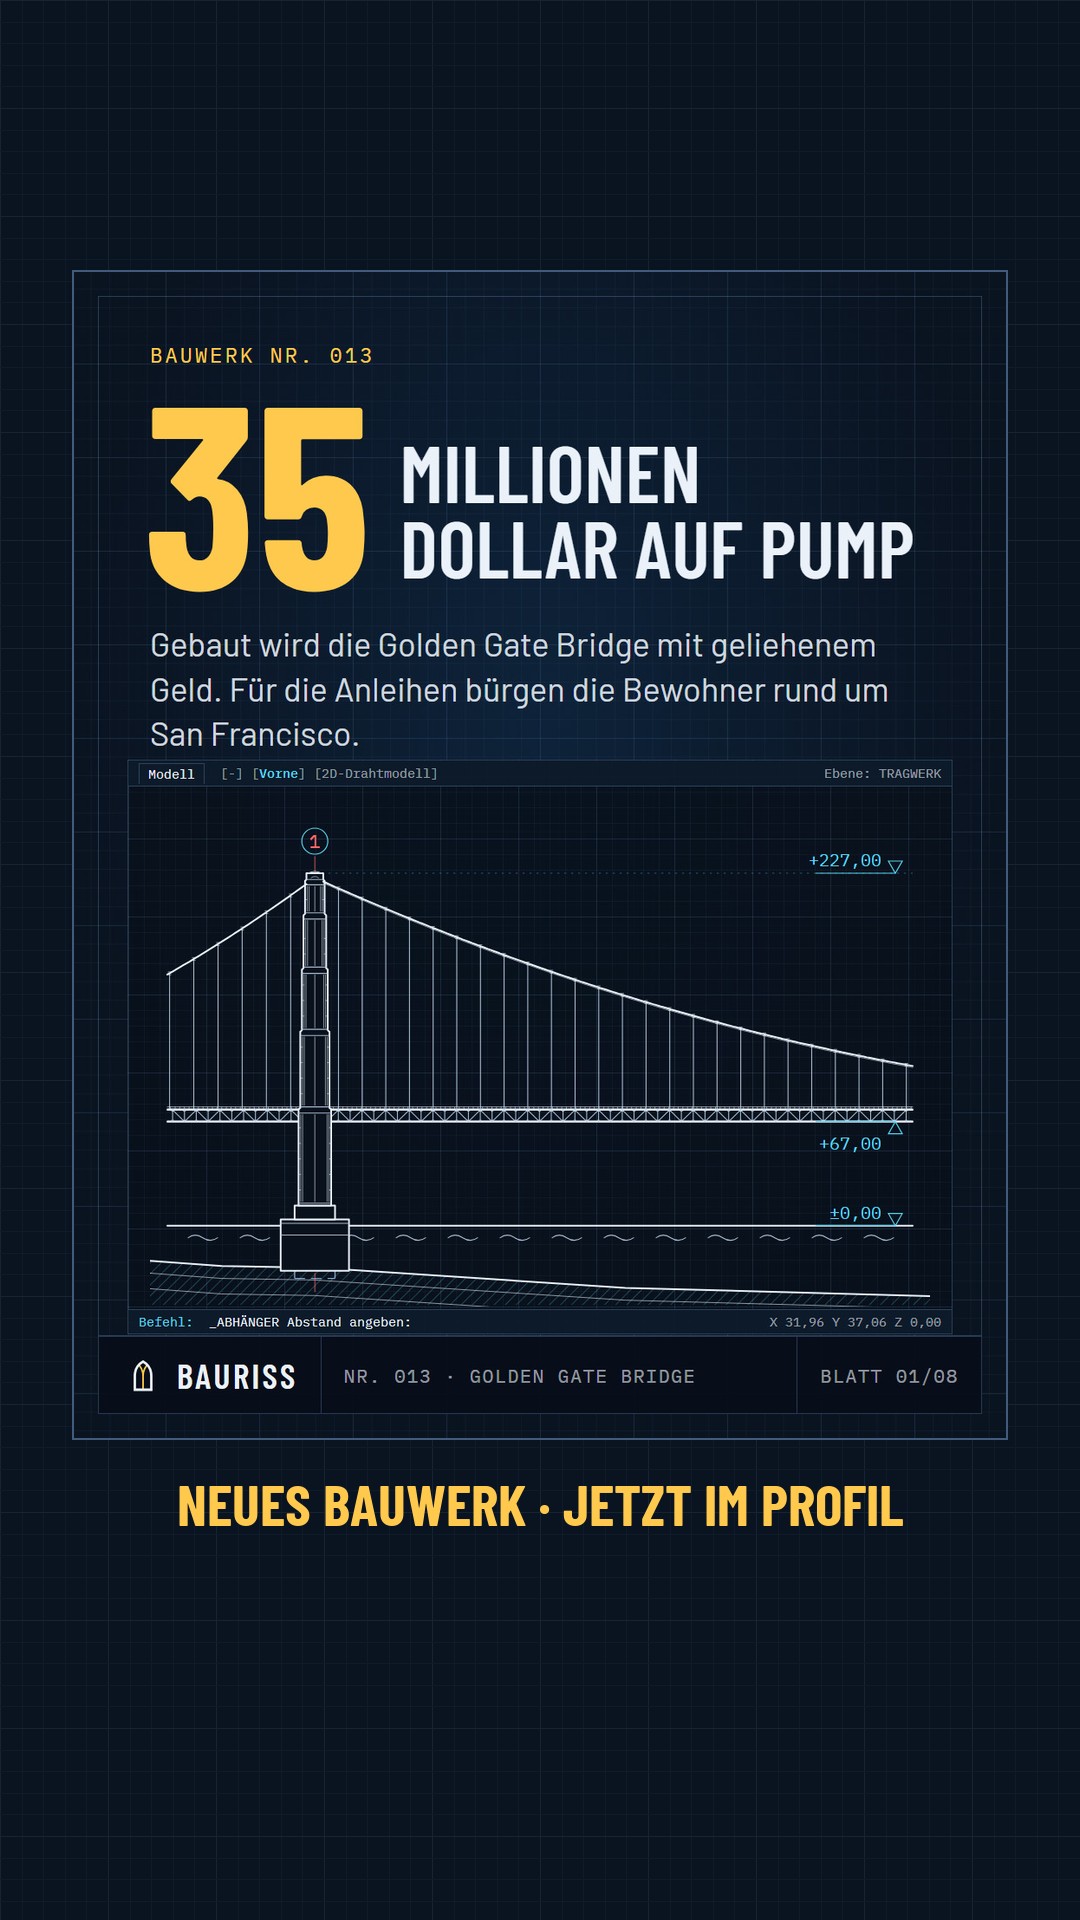 BAUWERK NR. 013
35 MILLIONEN
DOLLAR AUF PUMP
Gebaut wird die Golden Gate Bridge mit geliehenem
Geld. Für die Anleihen bürgen die Bewohner rund um
San Francisco.
Modell [-] [Vorne] [2D-Drahtmodell] Ebene: TRAGWERK
1
+227,00
+67,00
±0,00
Befehl: _ABHÄNGER Abstand angeben: X 31,96 Y 37,06 Z 0,00
BAURISS NR. 013 · GOLDEN GATE BRIDGE BLATT 01/08
NEUES BAUWERK · JETZT IM PROFIL